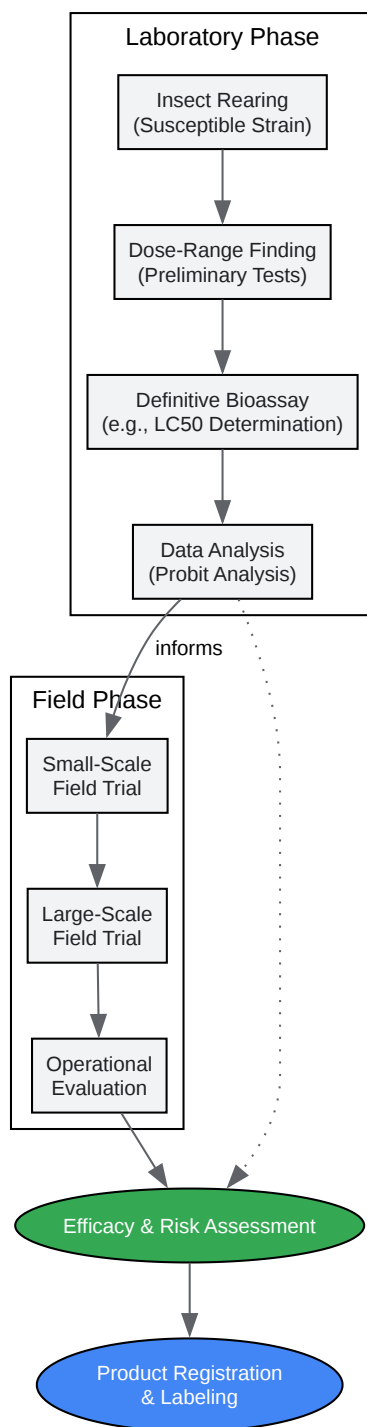 Laboratory Phase
Insect Rearing
(Susceptible Strain)
Dose-Range Finding
(Preliminary Tests)
Definitive Bioassay
(e.g., LC50 Determination)
Data Analysis
(Probit Analysis)
informs
Field Phase
Small-Scale
Field Trial
Large-Scale
Field Trial
Operational
Evaluation
Efficacy & Risk Assessment
Product Registration
& Labeling